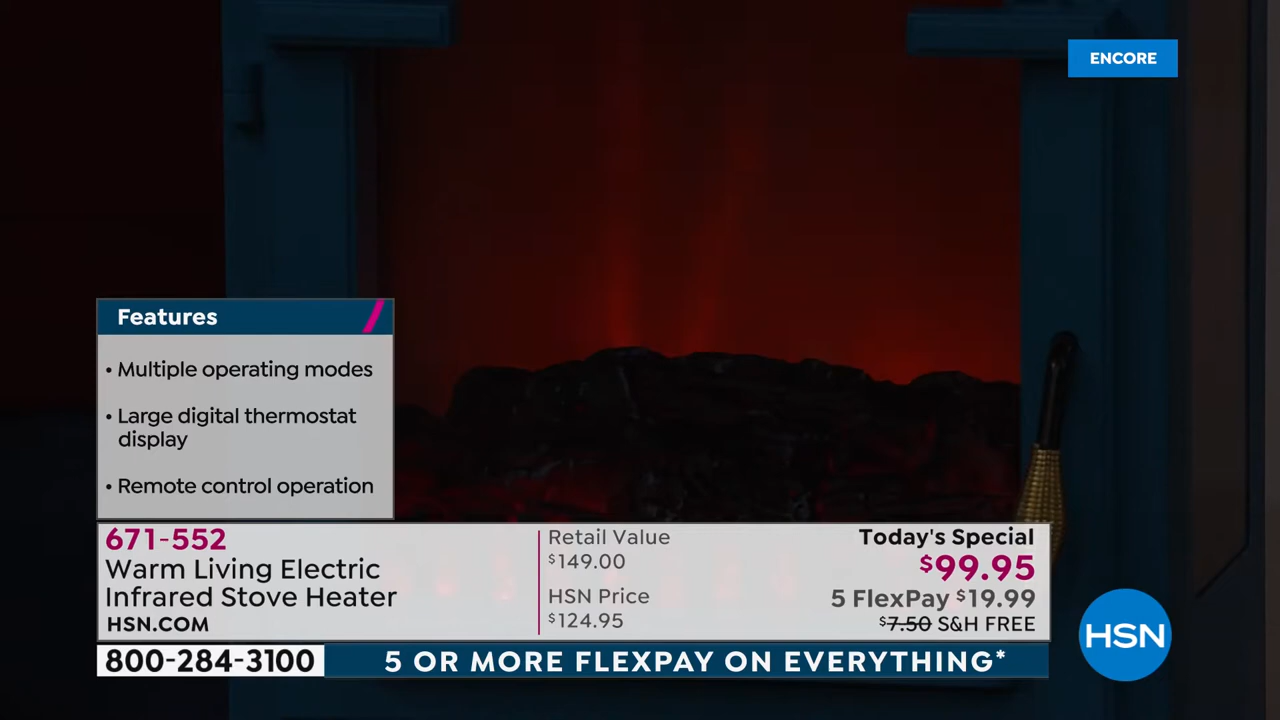 ENCORE
Features
• Multiple operating modes
• Large digital thermostat
display
• Remote control operation
671-552
Warm Living Electric
Infrared Stove Heater
HSN.COM
Retail Value
$149.00
HSN Price
$124.95
Today's Special
$99.95
5 FlexPay $19.99
$7.50 S&H FREE
800-284-3100
5 OR MORE FLEXPAY ON EVERYTHING*
HSN